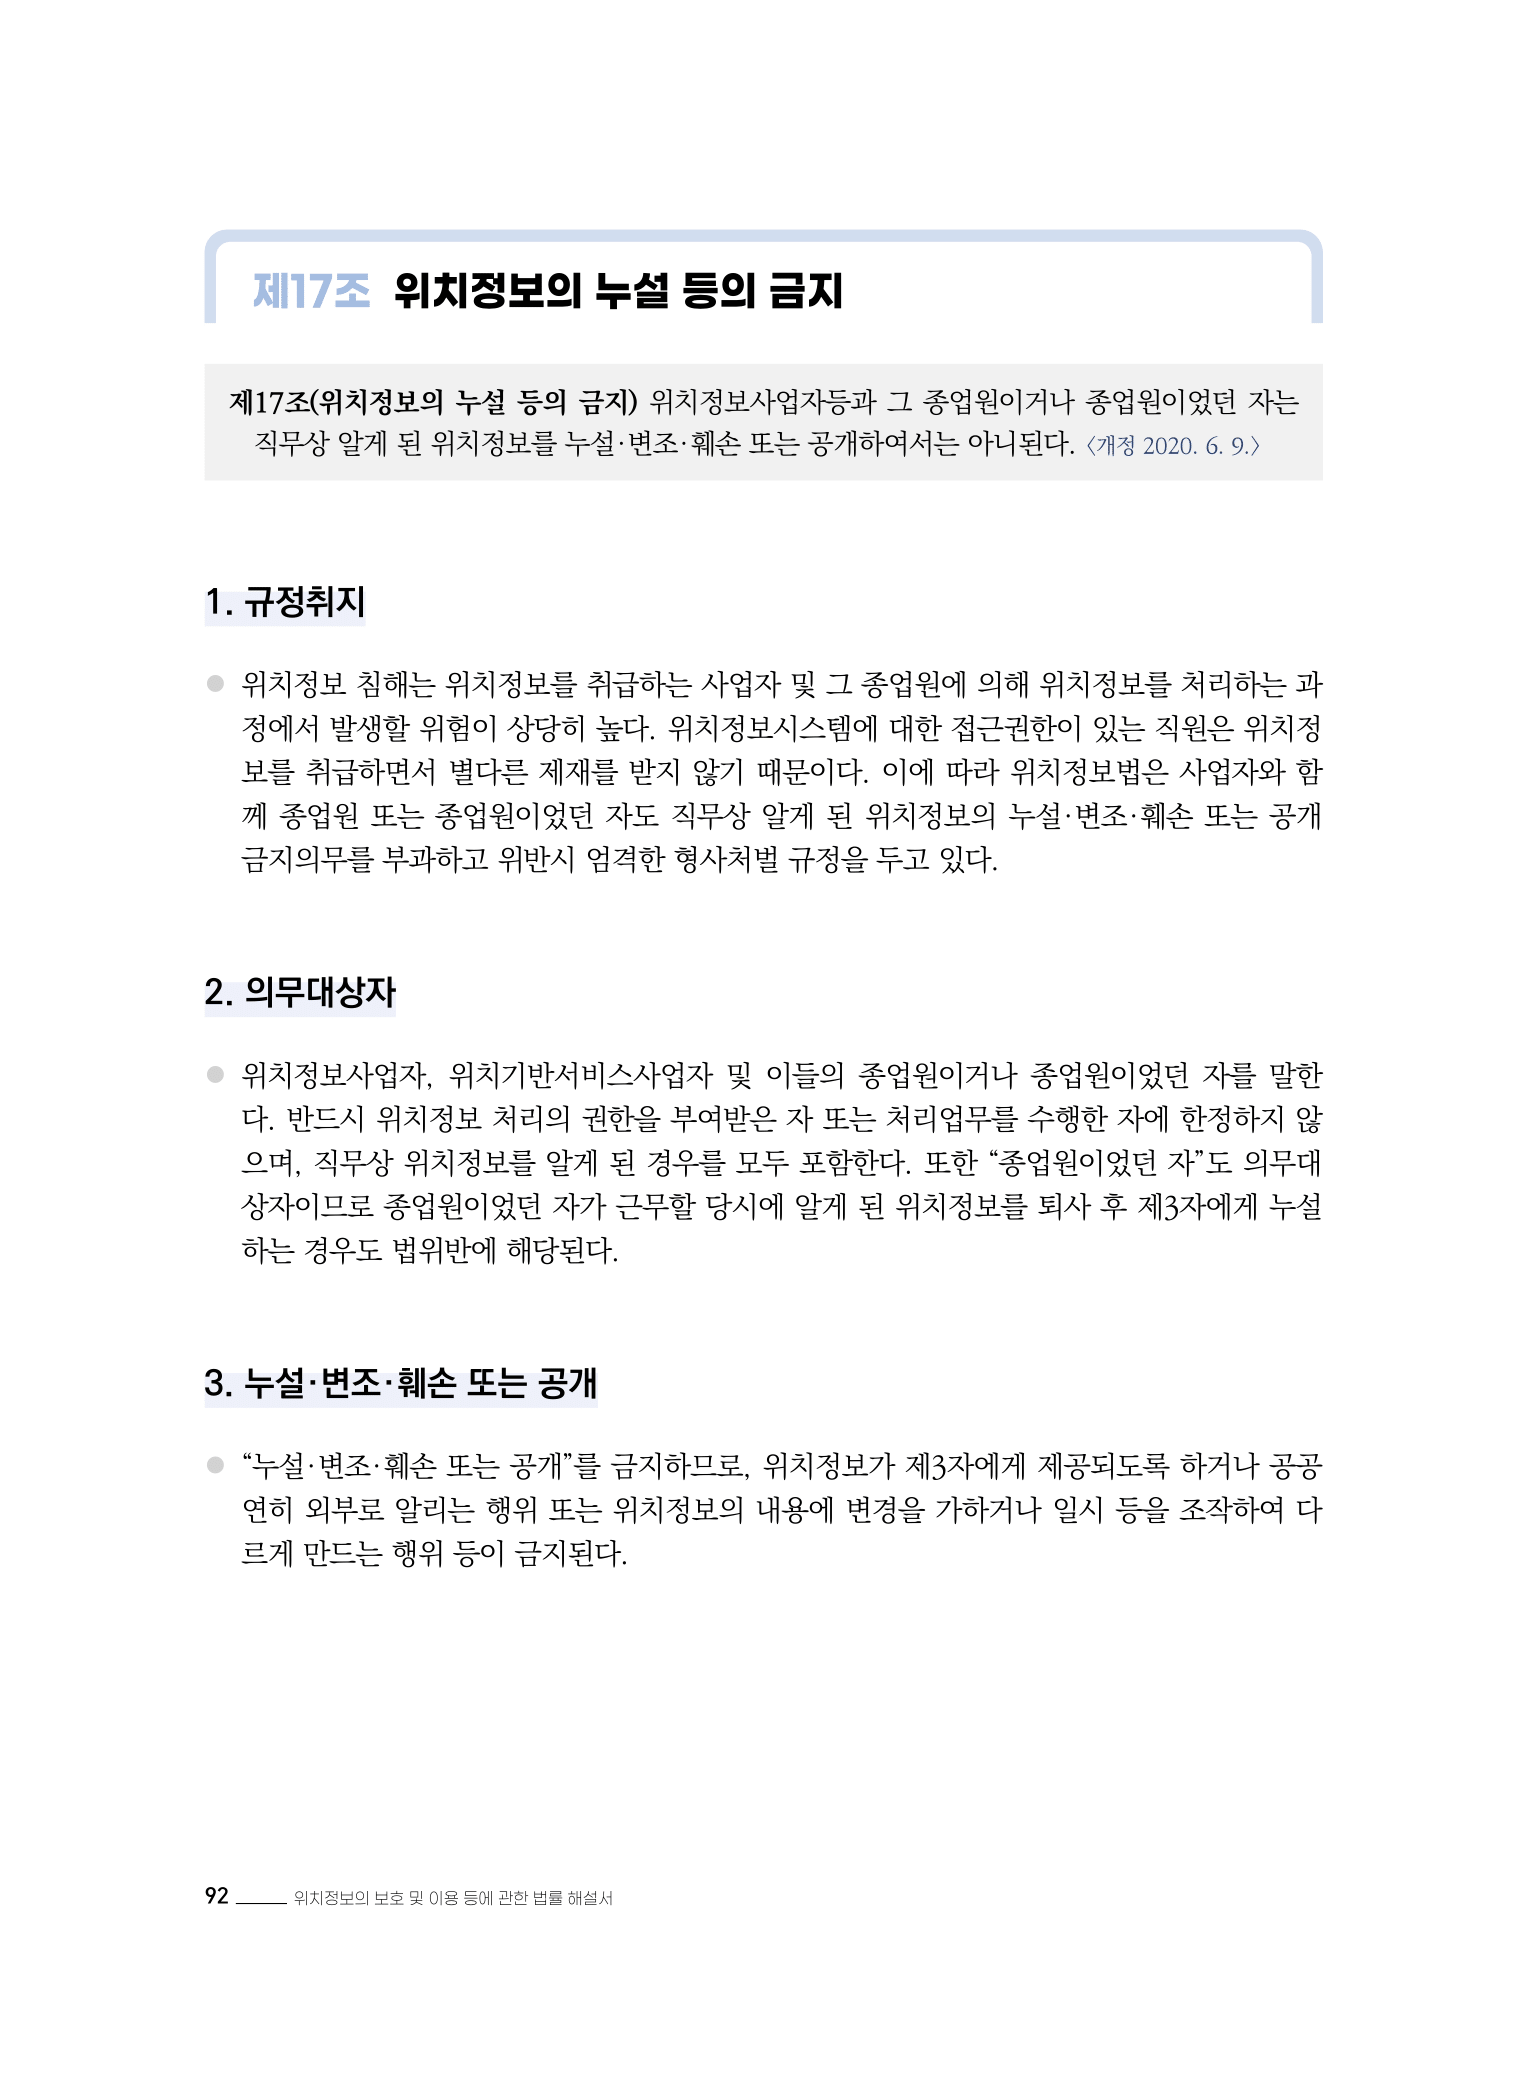 제17조 위치정보의 누설 등의 금지
제17조(위치정보의 누설 등의 금지) 위치정보사업자등과 그 종업원이거나 종업원이었던 자는
직무상 알게 된 위치정보를 누설·변조·훼손 또는 공개하여서는 아니된다. 〈개정 2020. 6. 9.〉
1. 규정취지
● 위치정보 침해는 위치정보를 취급하는 사업자 및 그 종업원에 의해 위치정보를 처리하는 과
정에서 발생할 위험이 상당히 높다. 위치정보시스템에 대한 접근권한이 있는 직원은 위치정
보를 취급하면서 별다른 제재를 받지 않기 때문이다. 이에 따라 위치정보법은 사업자와 함
께 종업원 또는 종업원이었던 자도 직무상 알게 된 위치정보의 누설·변조·훼손 또는 공개
금지의무를 부과하고 위반시 엄격한 형사처벌 규정을 두고 있다.
2. 의무대상자
● 위치정보사업자, 위치기반서비스사업자 및 이들의 종업원이거나 종업원이었던 자를 말한
다. 반드시 위치정보 처리의 권한을 부여받은 자 또는 처리업무를 수행한 자에 한정하지 않
으며, 직무상 위치정보를 알게 된 경우를 모두 포함한다. 또한 “종업원이었던 자”도 의무대
상자이므로 종업원이었던 자가 근무할 당시에 알게 된 위치정보를 퇴사 후 제3자에게 누설
하는 경우도 법위반에 해당된다.
3. 누설·변조·훼손 또는 공개
● “누설·변조·훼손 또는 공개”를 금지하므로, 위치정보가 제3자에게 제공되도록 하거나 공공
연히 외부로 알리는 행위 또는 위치정보의 내용에 변경을 가하거나 일시 등을 조작하여 다
르게 만드는 행위 등이 금지된다.
92 위치정보의 보호 및 이용 등에 관한 법률 해설서